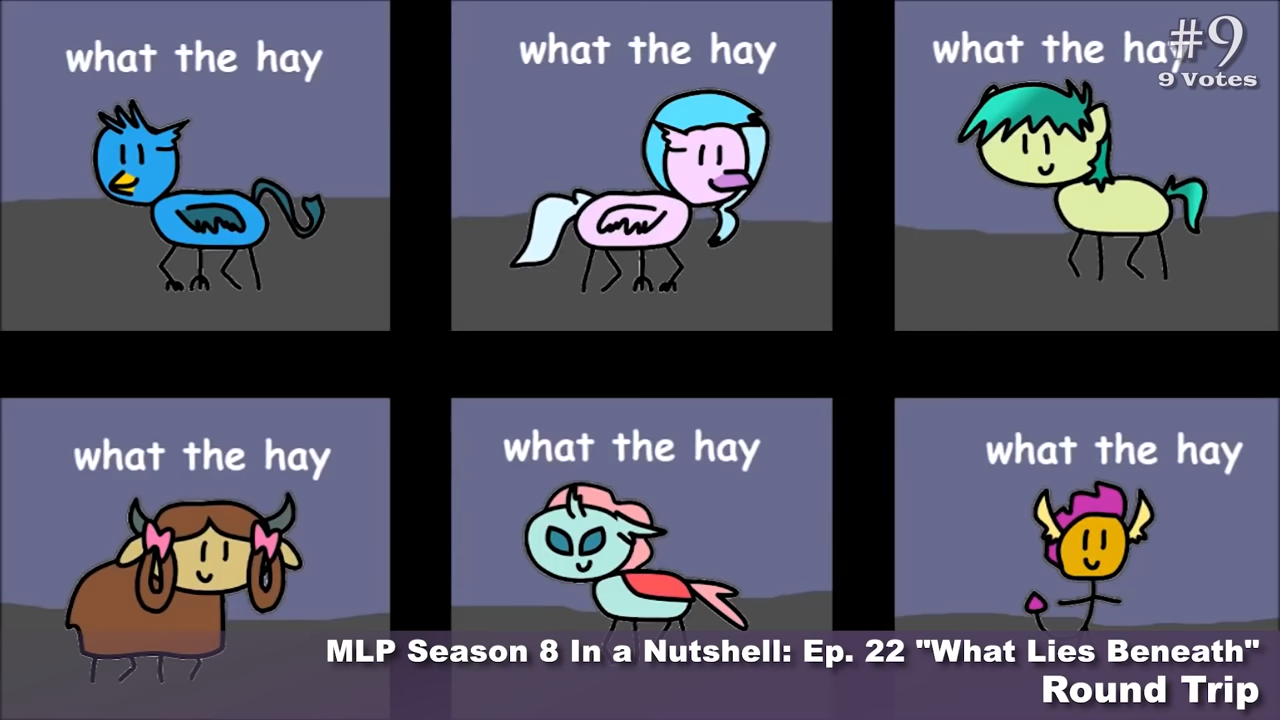 what the hay
what the hay
what the hay
#9
9 Votes
what the hay
what the hay
what the hay
MLP Season 8 In a Nutshell: Ep. 22 "What Lies Beneath"
Round Trip